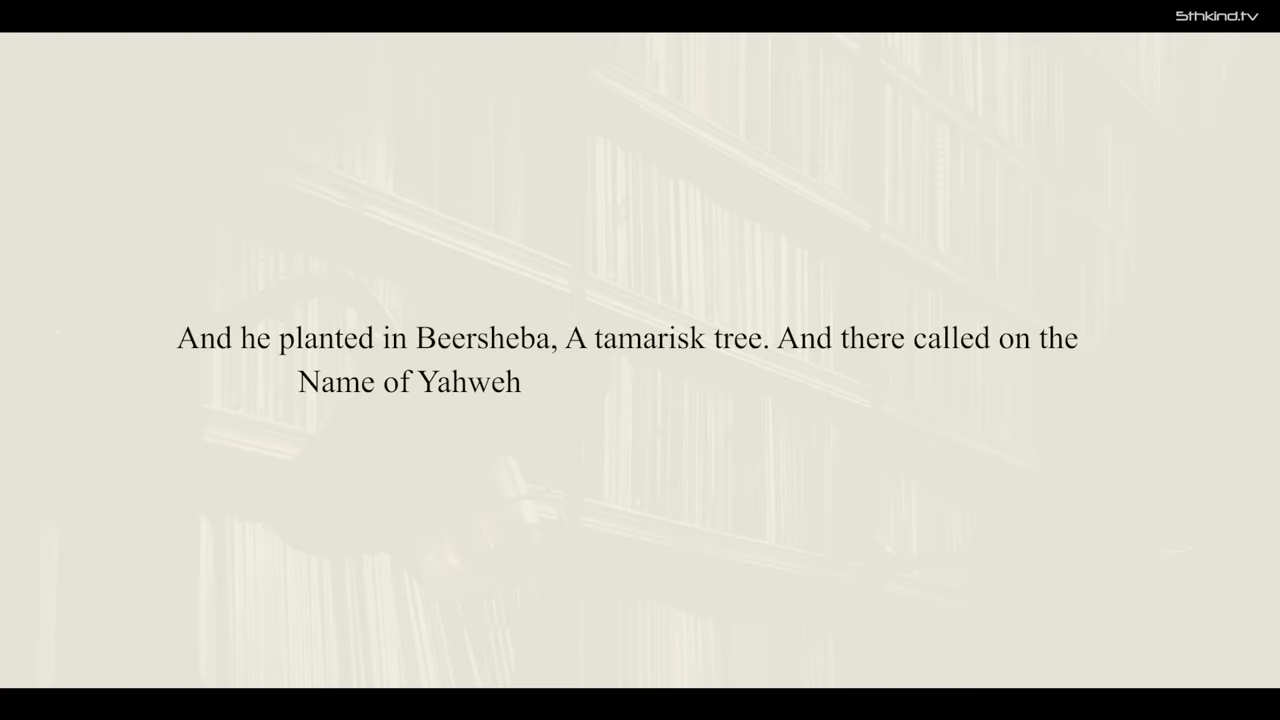 5thkind.tv
And he planted in Beersheba, A tamarisk tree. And there called on the
Name of Yahweh